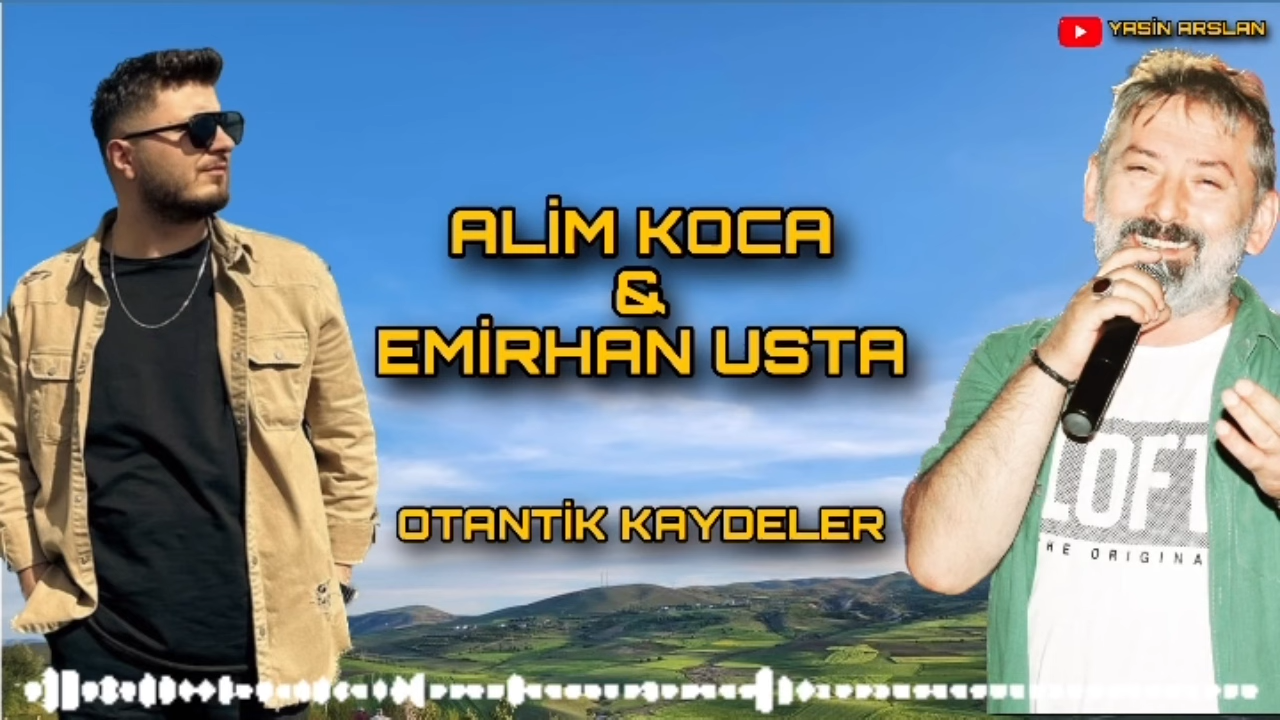 YASİN ARSLAN
ALİM KOCA
&
EMİRHAN USTA
OTANTİK KAYDELER
LOFT
HE ORIGINA